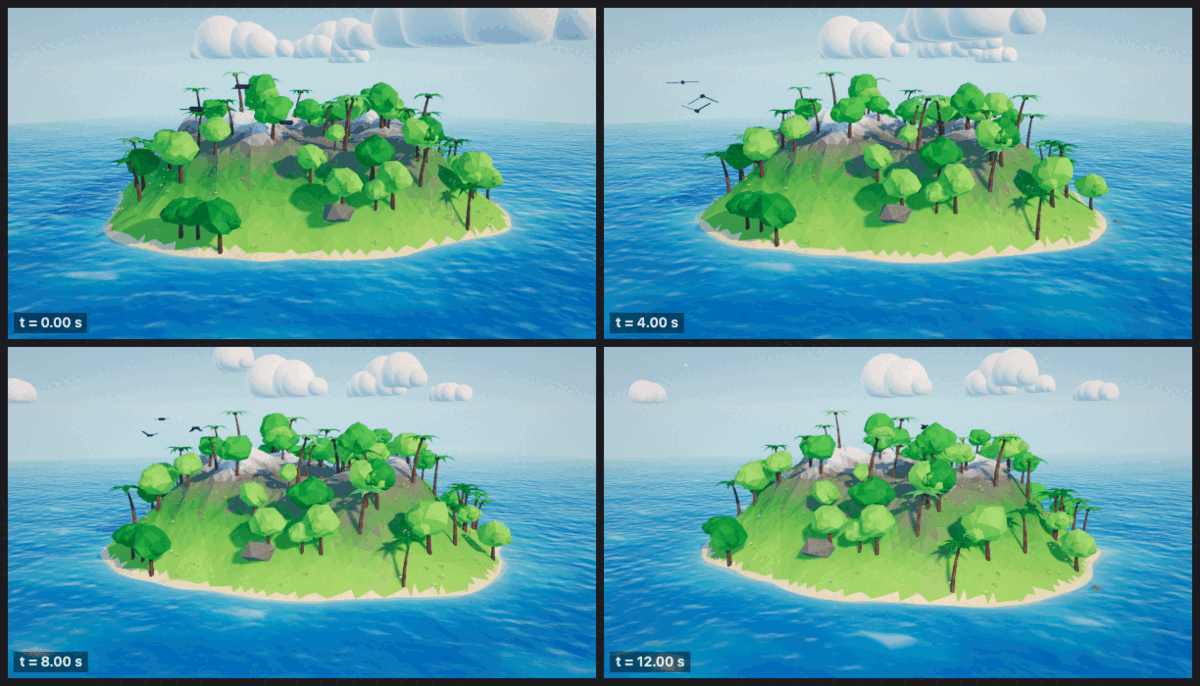 t = 0.00 s
t = 4.00 s
t = 8.00 s
t = 12.00 s